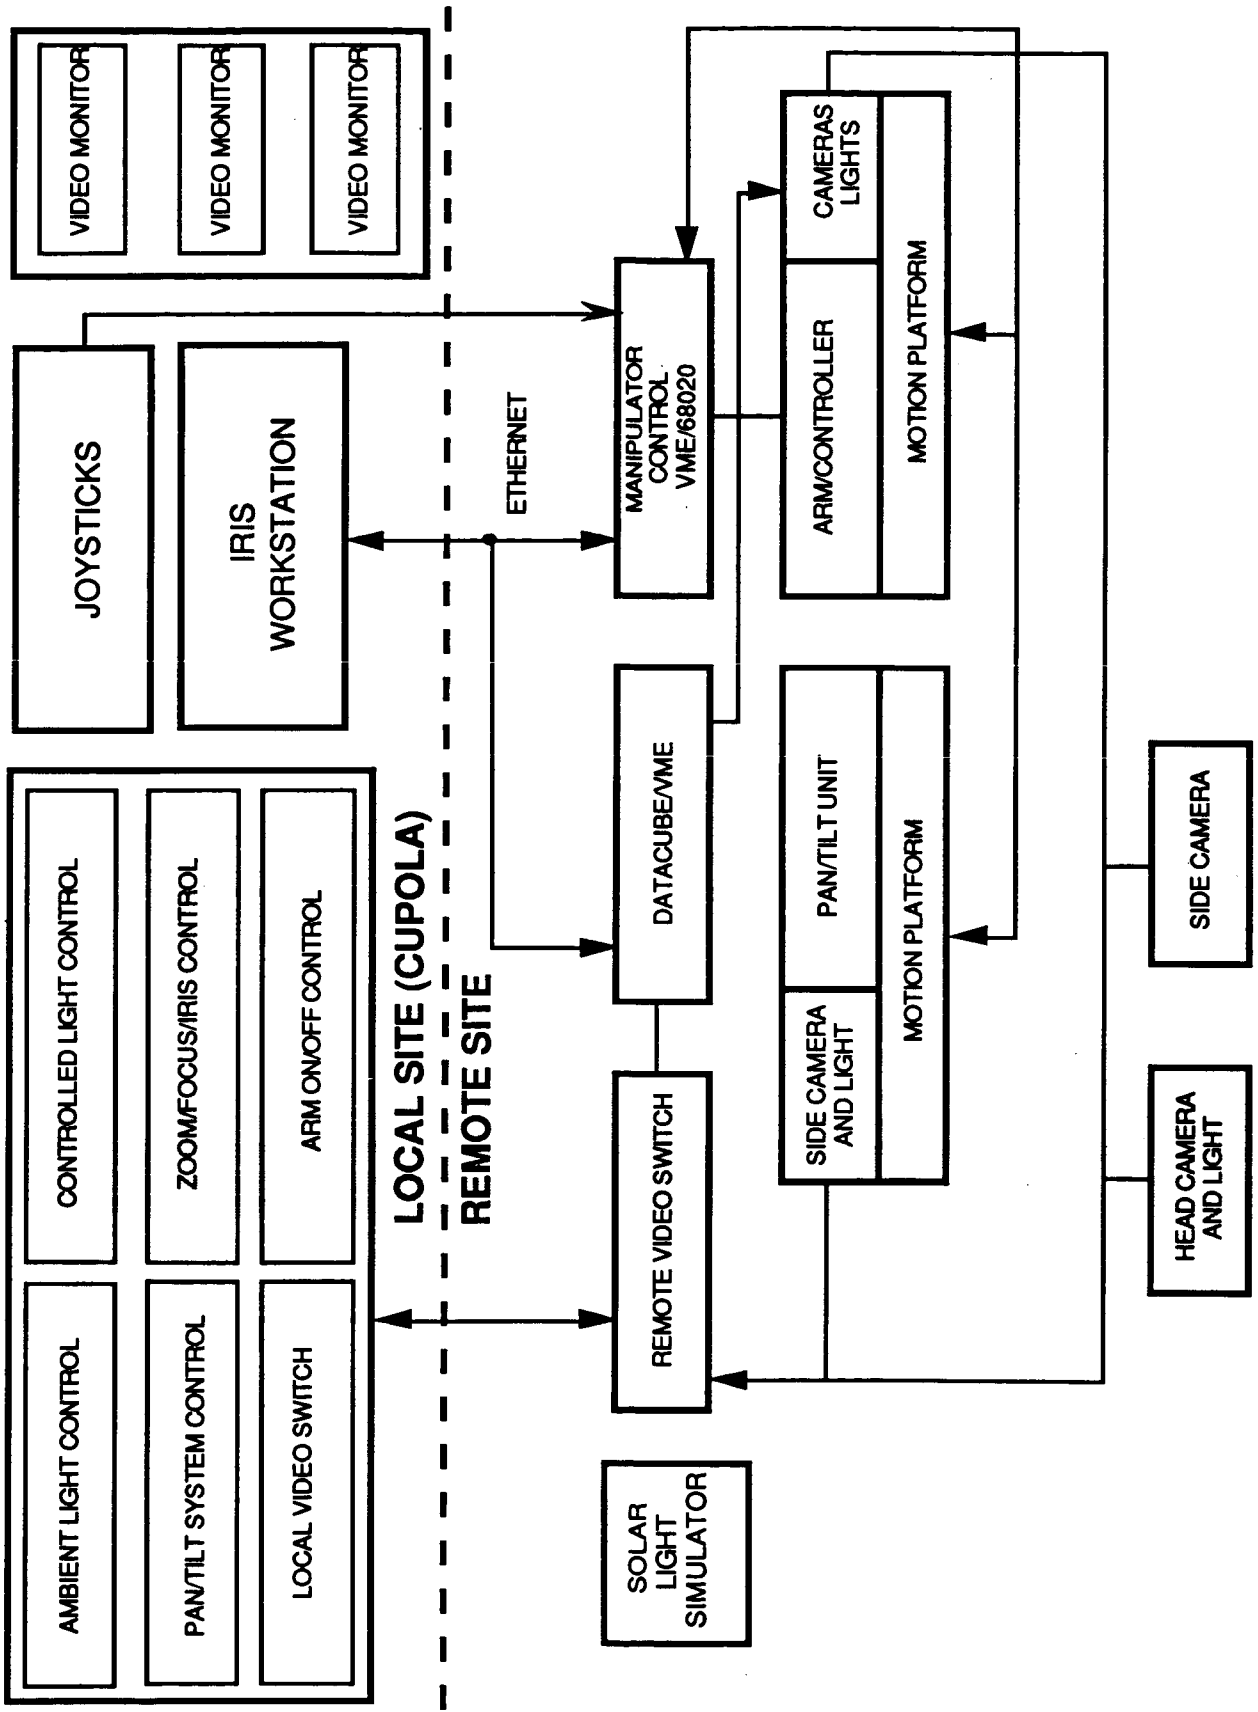 AMBIENT LIGHT CONTROL
CONTROLLED LIGHT CONTROL
PAN/TILT SYSTEM CONTROL
ZOOM/FOCUS/IRIS CONTROL
LOCAL VIDEO SWITCH
ARM ON/OFF CONTROL
JOYSTICKS
IRIS
WORKSTATION
VIDEO MONITOR
VIDEO MONITOR
VIDEO MONITOR
LOCAL SITE (CUPOLA)
REMOTE SITE
ETHERNET
SOLAR
LIGHT
SIMULATOR
REMOTE VIDEO SWITCH
DATACUBE/VME
MANIPULATOR
CONTROL
VME/68020
SIDE CAMERA
AND LIGHT
PAN/TILT UNIT
MOTION PLATFORM
ARM/CONTROLLER
CAMERAS
LIGHTS
MOTION PLATFORM
HEAD CAMERA
AND LIGHT
SIDE CAMERA